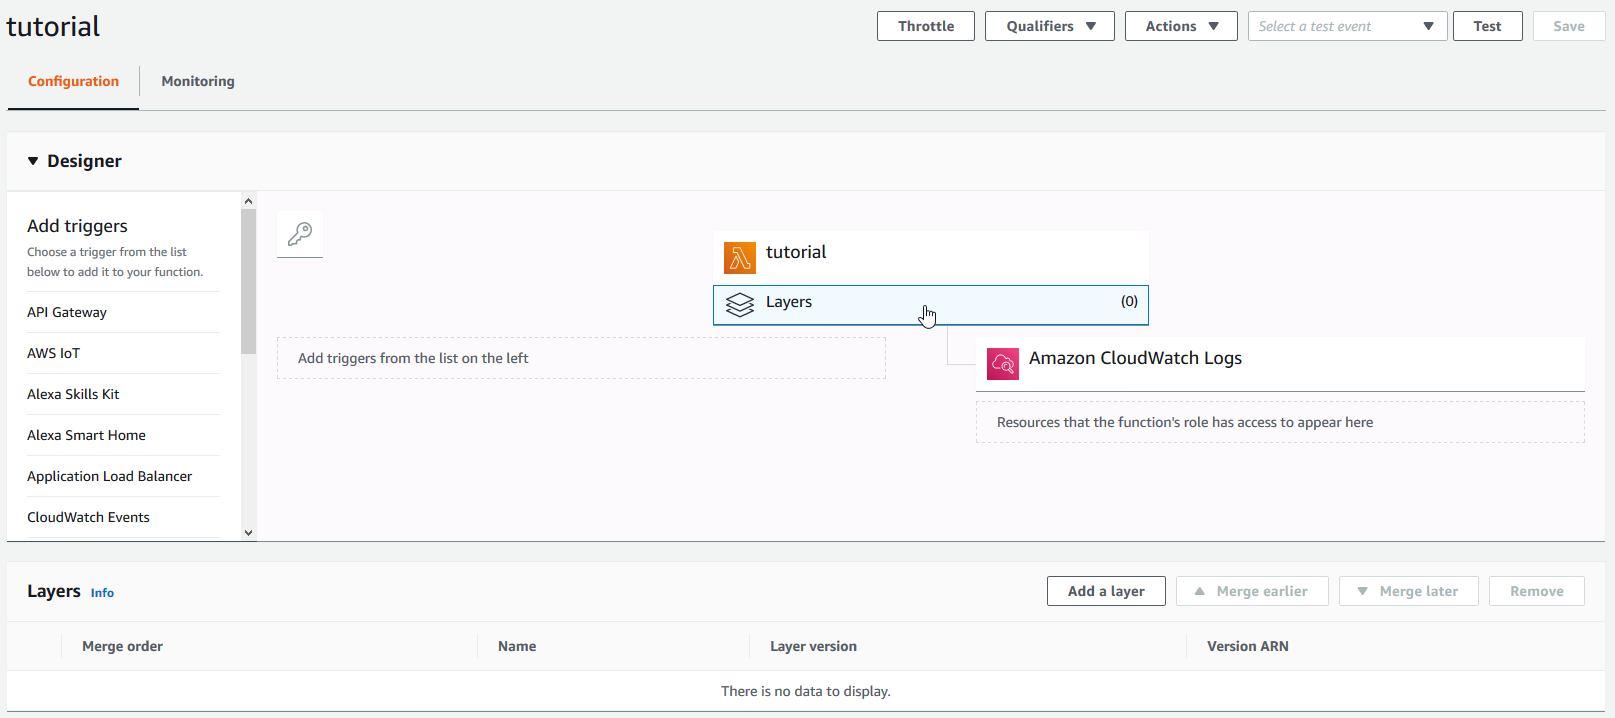 tutorial
Throttle
Qualifiers
Actions
Select a test event
Test
Save
Configuration
Monitoring
Designer
Add triggers
Choose a trigger from the list
below to add it to your function.
API Gateway
AWS IoT
Alexa Skills Kit
Alexa Smart Home
Application Load Balancer
CloudWatch Events
tutorial
Layers (0)
Add triggers from the list on the left
Amazon CloudWatch Logs
Resources that the function's role has access to appear here
Layers Info
Add a layer
Merge earlier
Merge later
Remove
Merge order
Name
Layer version
Version ARN
There is no data to display.